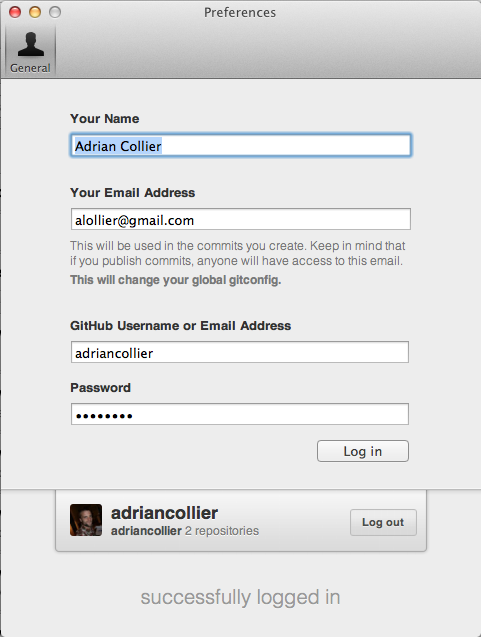 Preferences
General
Your Name
Adrian Collier
Your Email Address
alollier@gmail.com
This will be used in the commits you create. Keep in mind that
if you publish commits, anyone will have access to this email.
This will change your global gitconfig.
GitHub Username or Email Address
adriancollier
Password
••••••••
Log in
adriancollier
adriancollier 2 repositories
Log out
successfully logged in